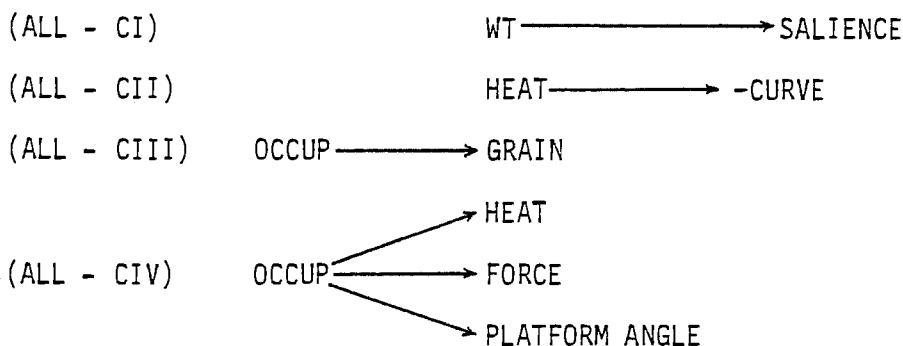 (ALL - CI) WT SALIENCE
(ALL - CII) HEAT -CURVE
(ALL - CIII) OCCUP GRAIN
HEAT
(ALL - CIV) OCCUP FORCE
PLATFORM ANGLE